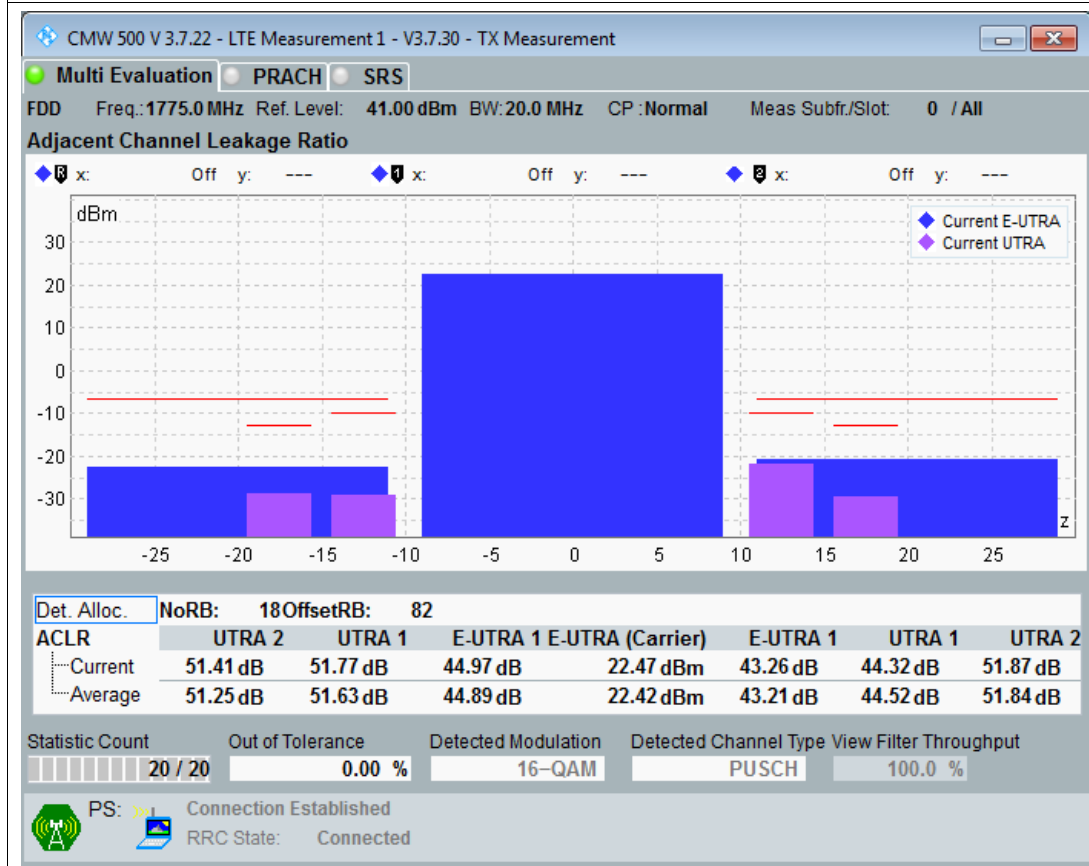 CMW 500 V 3.7.22 - LTE Measurement 1 - V3.7.30 - TX Measurement
Multi Evaluation PRACH SRS
FDD Freq.: 1775.0 MHz Ref. Level: 41.00 dBm BW: 20.0 MHz CP : Normal Meas Subfr./Slot: 0 / All
Adjacent Channel Leakage Ratio
R x: Off y: --- 1 x: Off y: --- 2 x: Off y: ---
dBm
Current E-UTRA
Current UTRA
30
20
10
0
-10
-20
-30
z
-25 -20 -15 -10 -5 0 5 10 15 20 25
Det. Alloc. NoRB: 18 OffsetRB: 82
ACLR UTRA 2 UTRA 1 E-UTRA 1 E-UTRA (Carrier) E-UTRA 1 UTRA 1 UTRA 2
Current 51.41 dB 51.77 dB 44.97 dB 22.47 dBm 43.26 dB 44.32 dB 51.87 dB
Average 51.25 dB 51.63 dB 44.89 dB 22.42 dBm 43.21 dB 44.52 dB 51.84 dB
Statistic Count Out of Tolerance Detected Modulation Detected Channel Type View Filter Throughput
20 / 20 0.00 % 16-QAM PUSCH 100.0 %
PS: Connection Established
RRC State: Connected